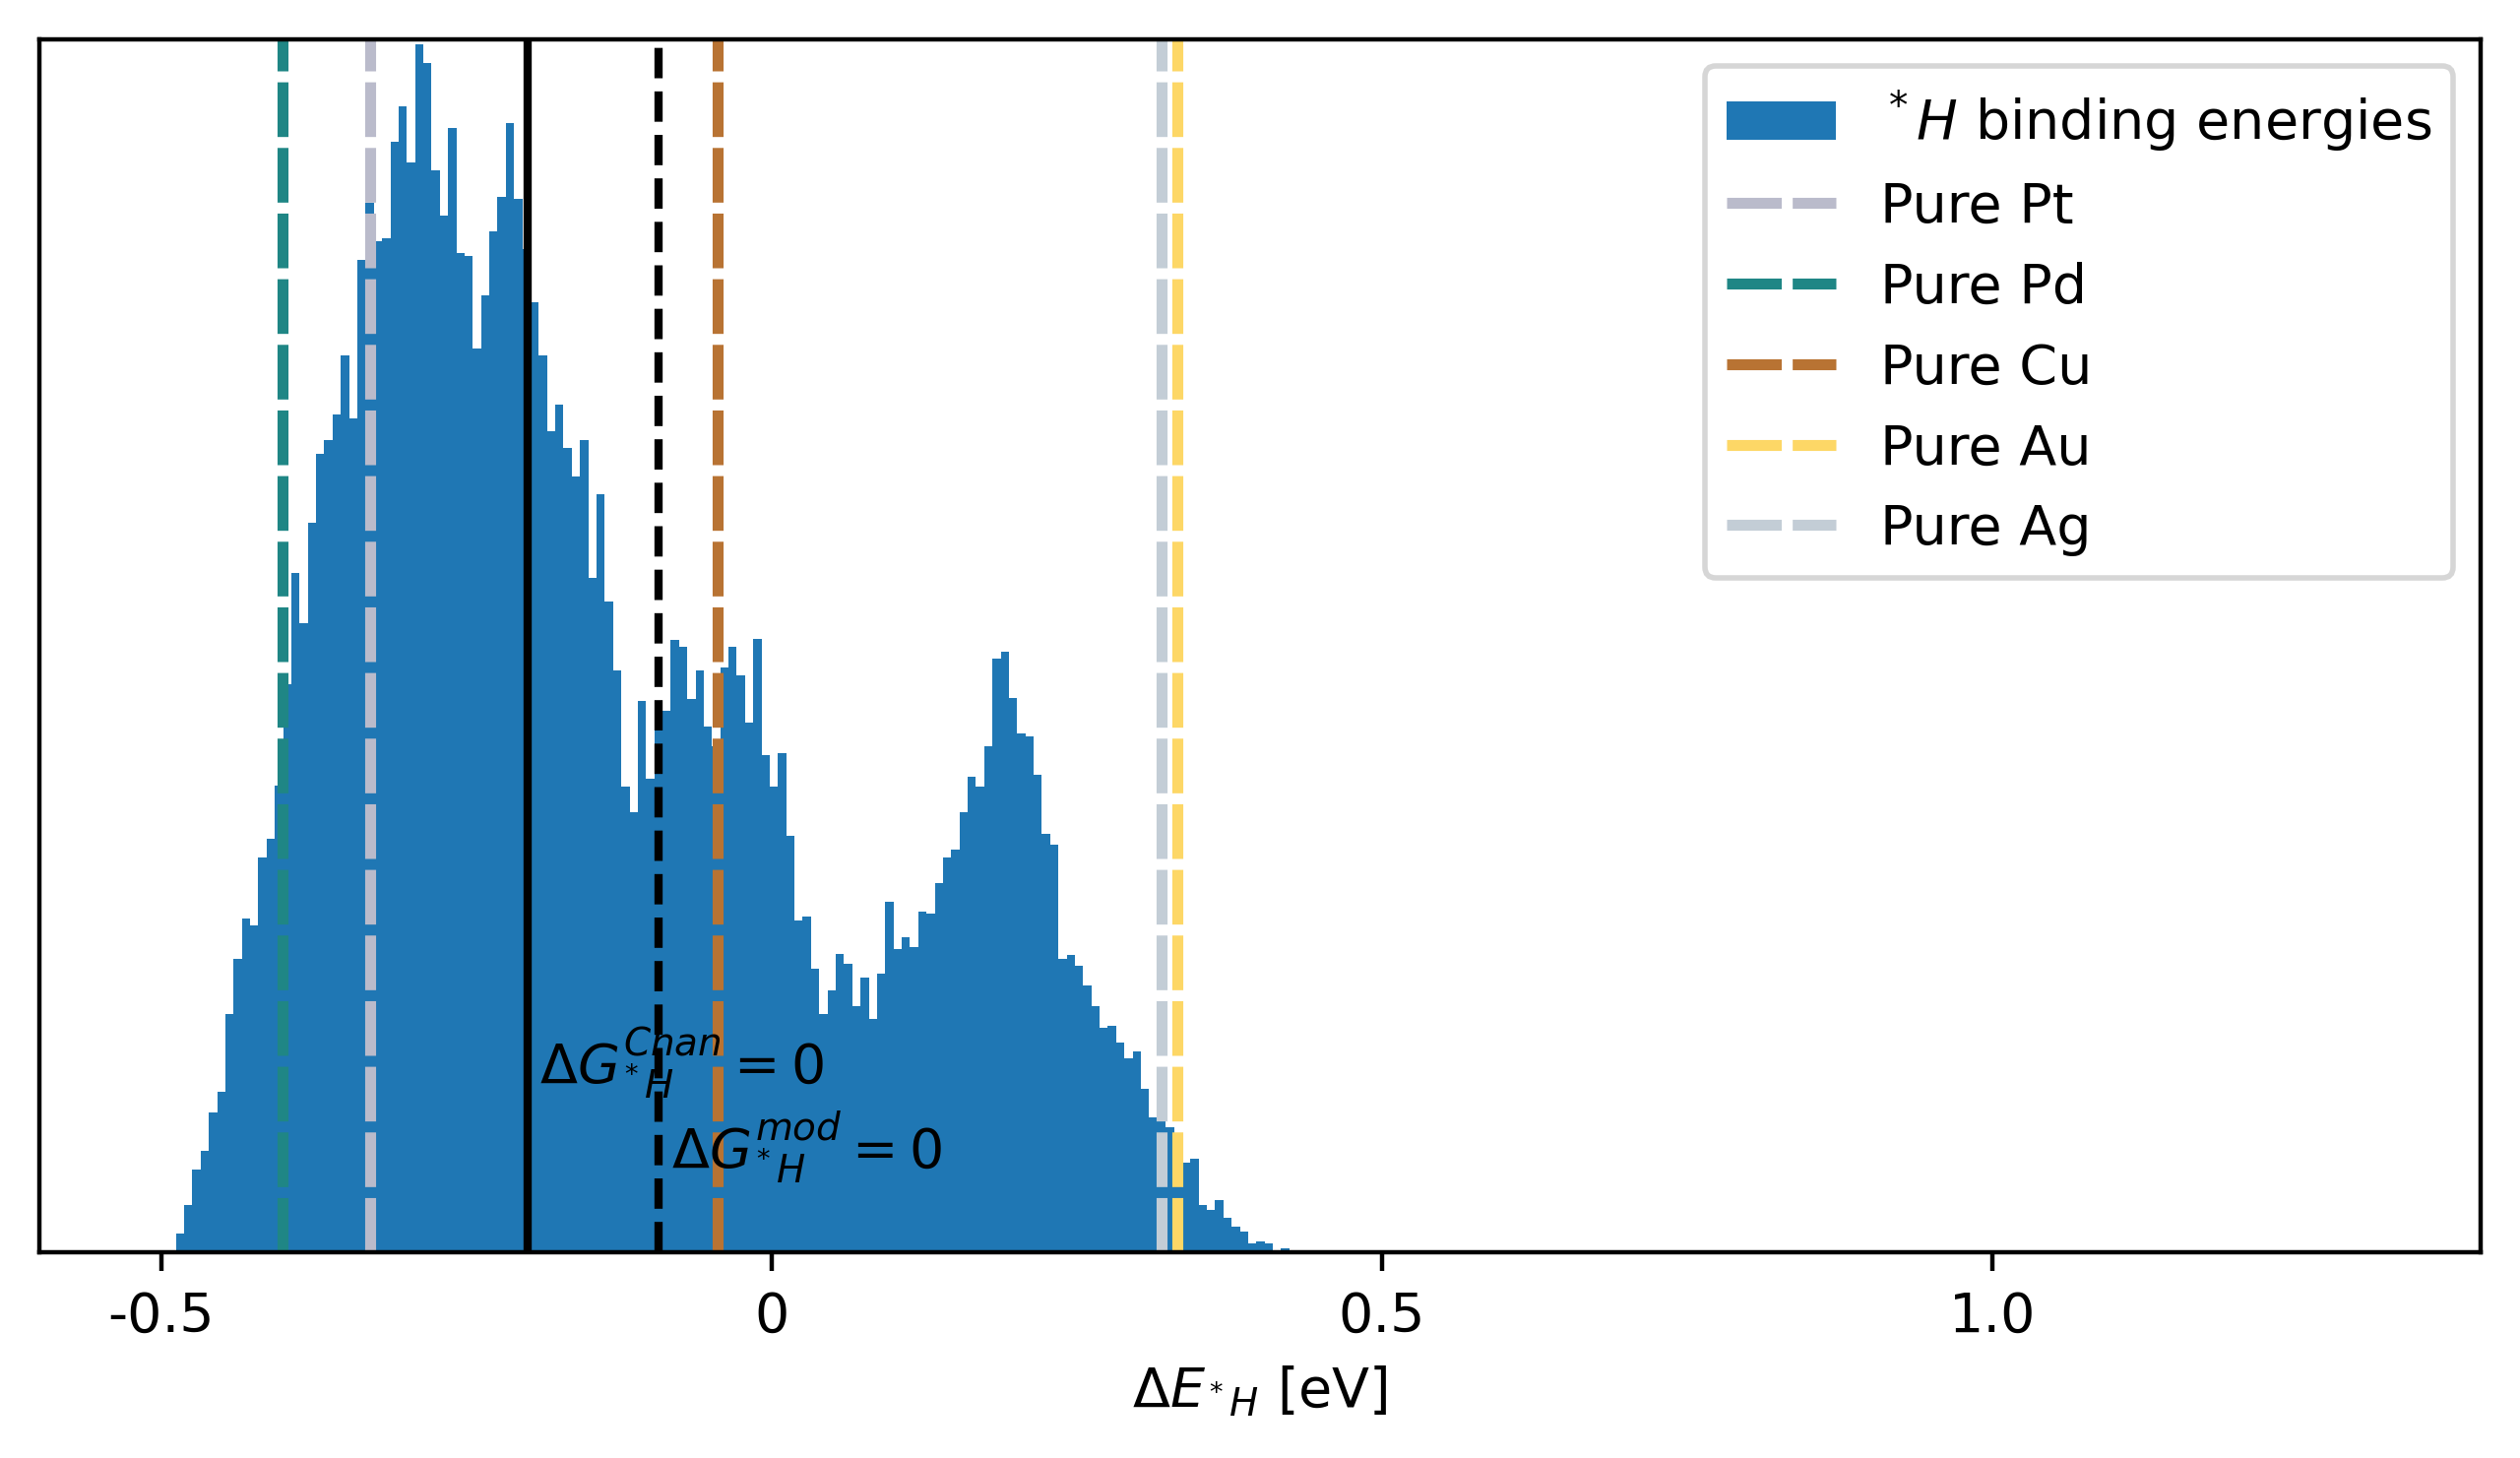 *H binding energies
Pure Pt
Pure Pd
Pure Cu
Pure Au
Pure Ag
ΔG^{Chan}_{*H} = 0
ΔG^{mod}_{*H} = 0
-0.5 0 0.5 1.0
ΔE_{*H} [eV]